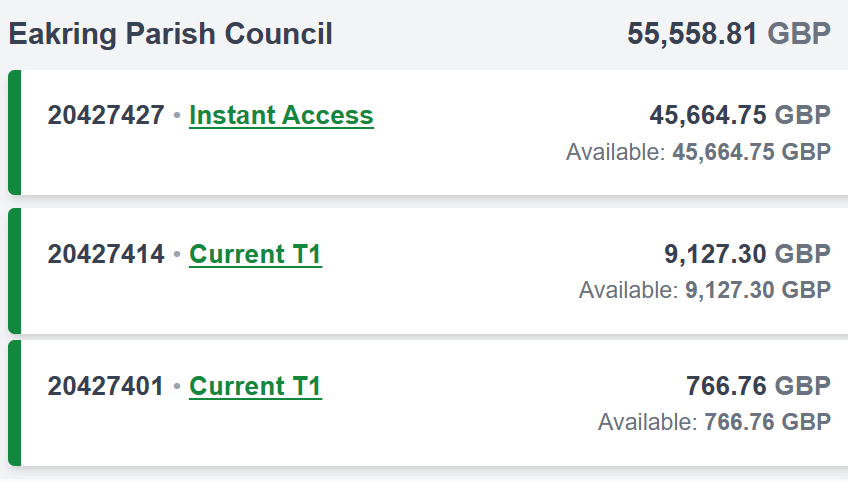 Eakring Parish Council 55,558.81 GBP
20427427 • Instant Access 45,664.75 GBP
Available: 45,664.75 GBP
20427414 • Current T1 9,127.30 GBP
Available: 9,127.30 GBP
20427401 • Current T1 766.76 GBP
Available: 766.76 GBP